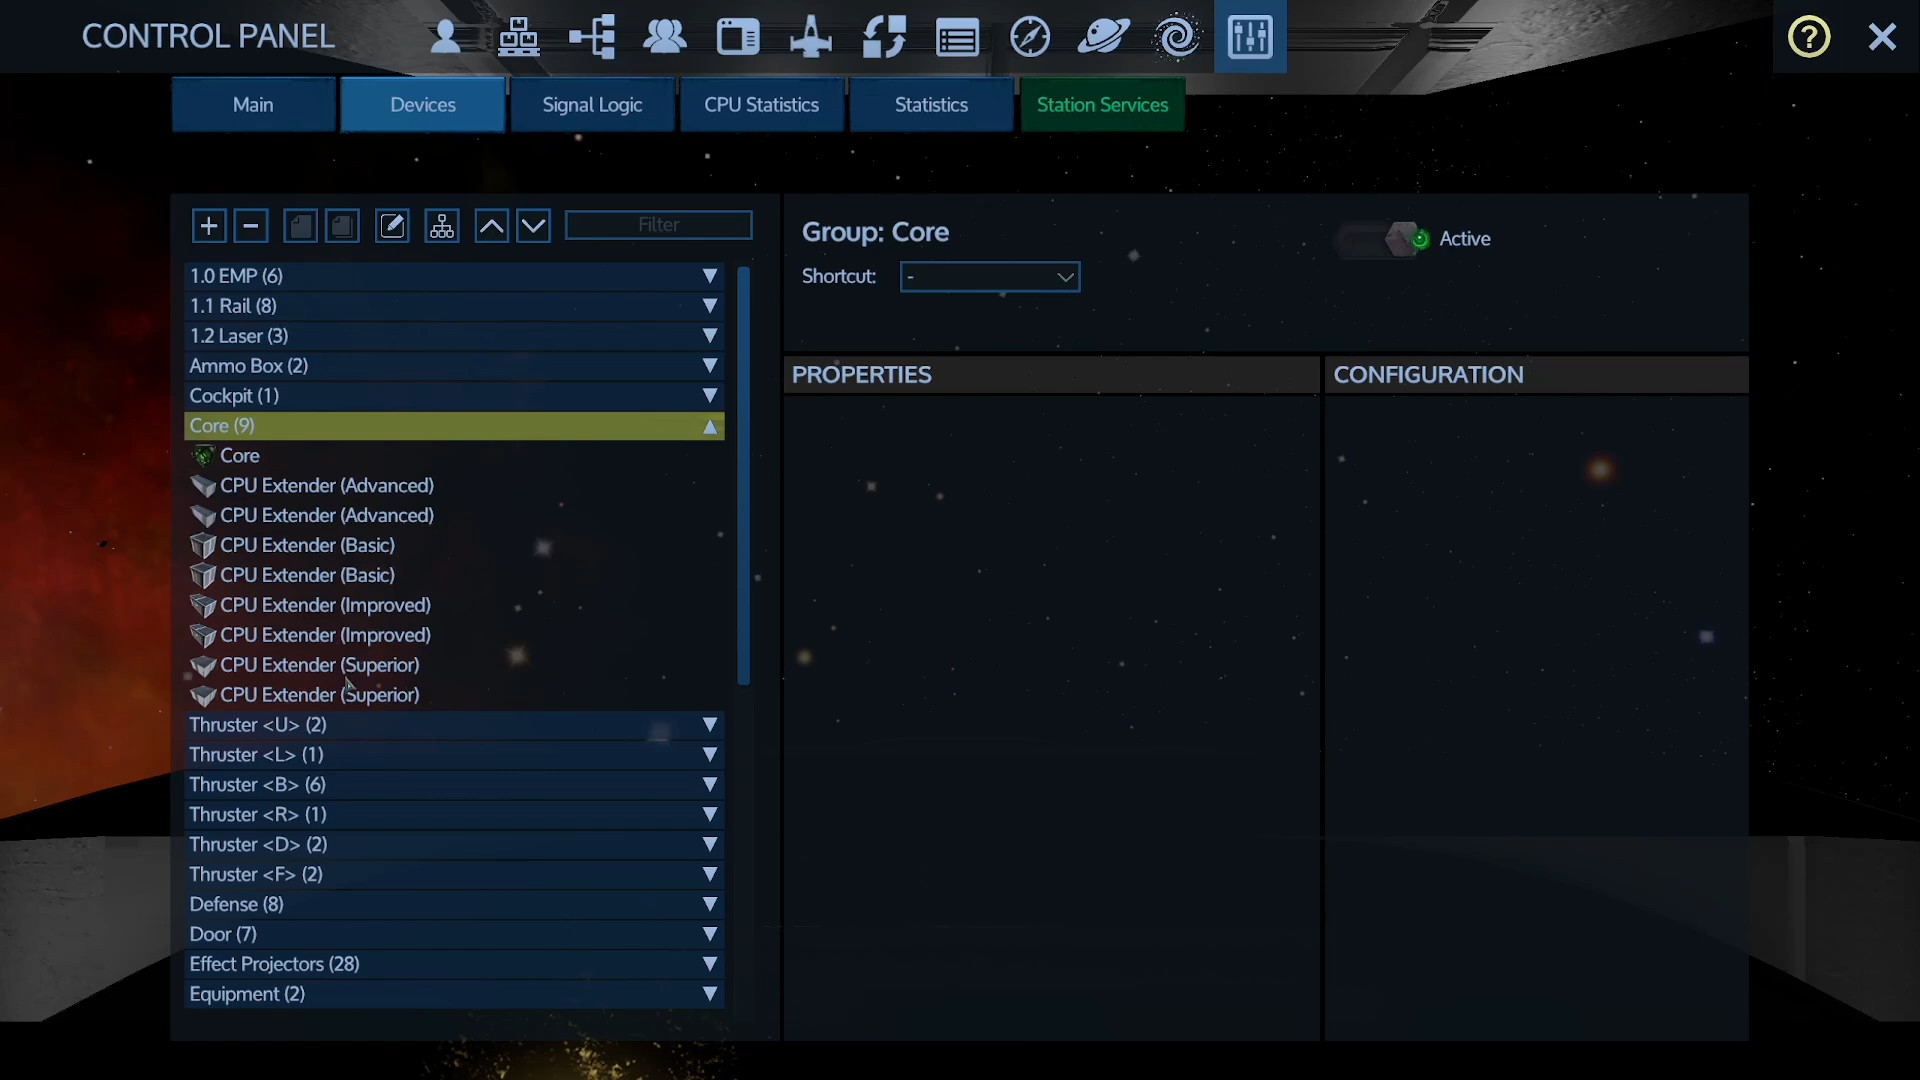 CONTROL PANEL
?
Main
Devices
Signal Logic
CPU Statistics
Statistics
Station Services
Filter
1.0 EMP (6)
1.1 Rail (8)
1.2 Laser (3)
Ammo Box (2)
Cockpit (1)
Core (9)
Core
CPU Extender (Advanced)
CPU Extender (Advanced)
CPU Extender (Basic)
CPU Extender (Basic)
CPU Extender (Improved)
CPU Extender (Improved)
CPU Extender (Superior)
CPU Extender (Superior)
Thruster <U> (2)
Thruster <L> (1)
Thruster <B> (6)
Thruster <R> (1)
Thruster <D> (2)
Thruster <F> (2)
Defense (8)
Door (7)
Effect Projectors (28)
Equipment (2)
Group: Core
Active
Shortcut: -
PROPERTIES
CONFIGURATION